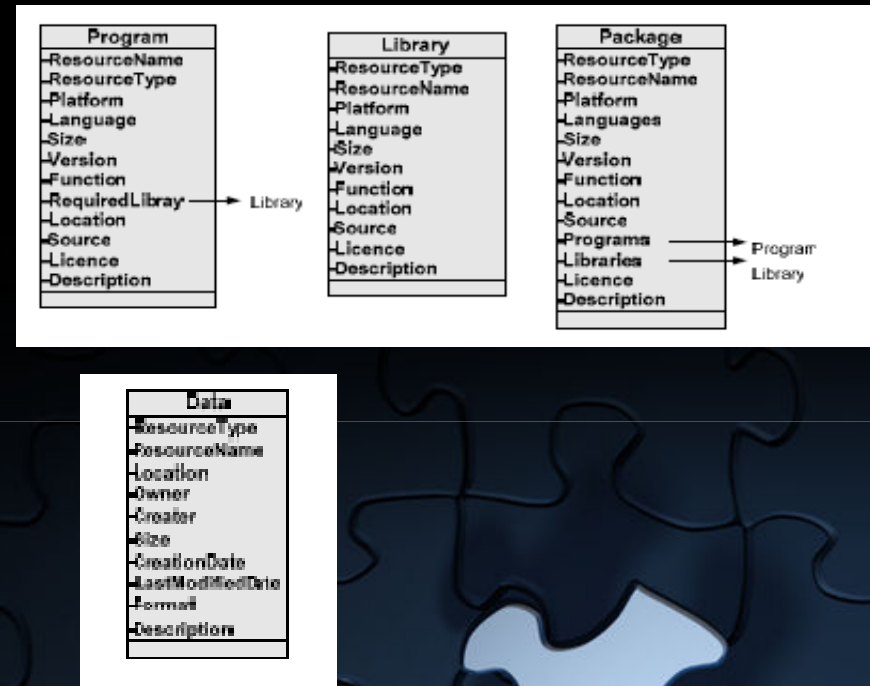 Program
-ResourceName
-ResourceType
-Platform
-Language
-Size
-Version
-Function
-RequiredLibray → Library
-Location
-Source
-Licence
-Description
Library
-ResourceType
-ResourceName
-Platform
-Language
-Size
-Version
-Function
-Location
-Source
-Licence
-Description
Package
-ResourceType
-ResourceName
-Platform
-Languages
-Size
-Version
-Function
-Location
-Source
-Programs → Program
-Libraries → Library
-Licence
-Description
Data
-ResourceType
-ResourceName
-Location
-Owner
-Creater
-Size
-CreationDate
-LastModifiedDate
-Format
-Description